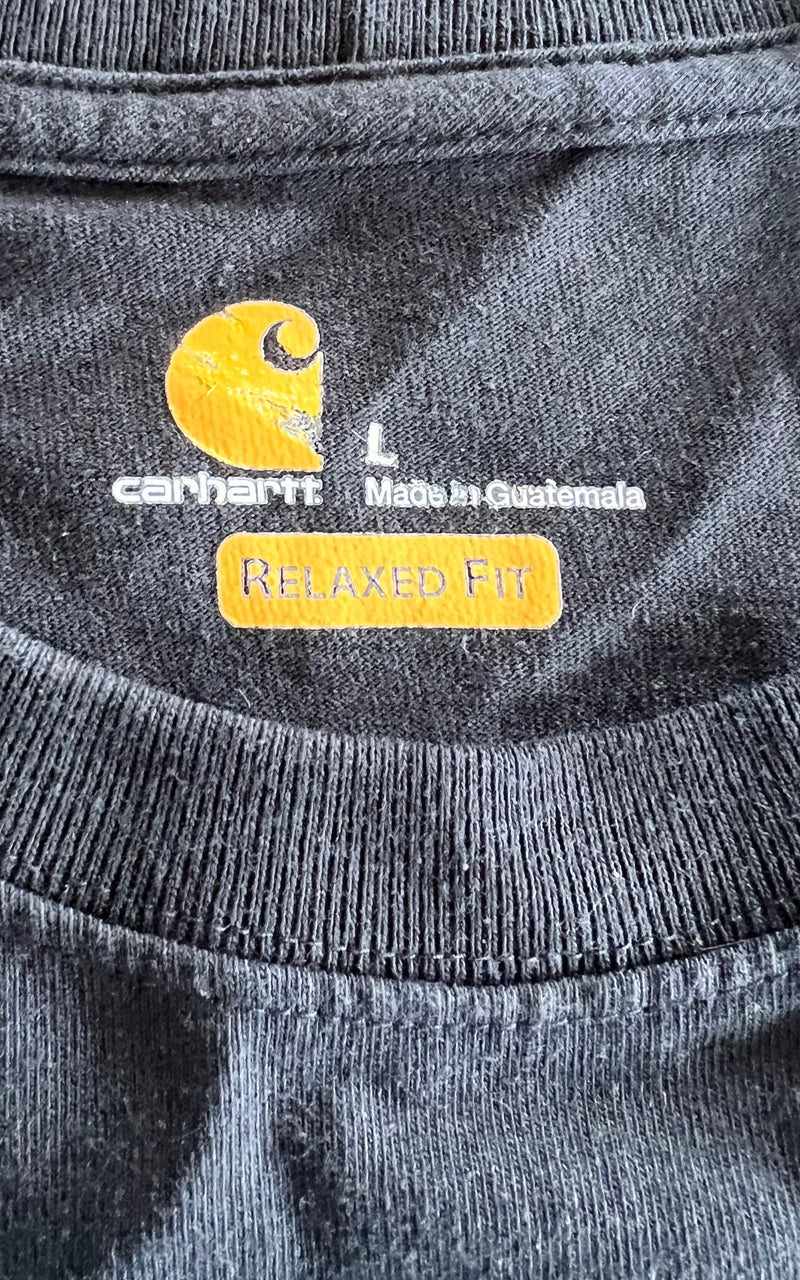 L
carhartt Made in Guatemala
RELAXED FIT